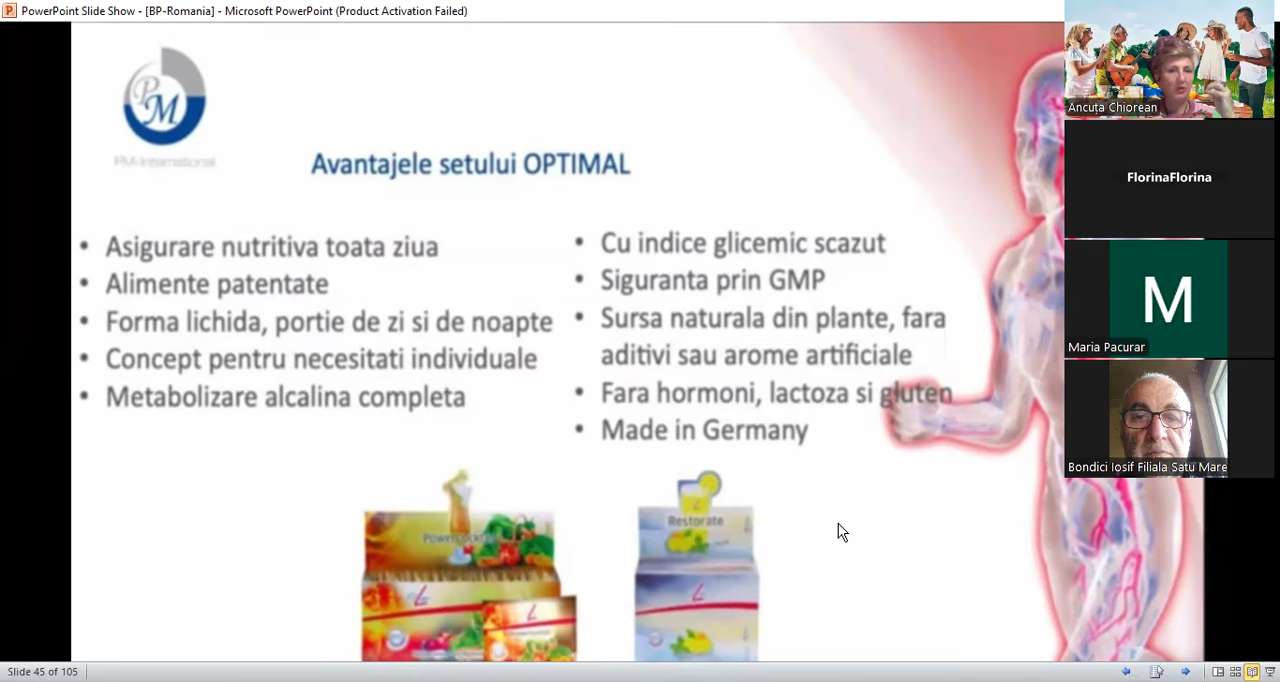 PowerPoint Slide Show - [BP-Romania] - Microsoft PowerPoint (Product Activation Failed)
PM
PM-International
Avantajele setului OPTIMAL
• Asigurare nutritiva toata ziua
• Alimente patentate
• Forma lichida, portie de zi si de noapte
• Concept pentru necesitati individuale
• Metabolizare alcalina completa
• Cu indice glicemic scazut
• Siguranta prin GMP
• Sursa naturala din plante, fara
aditivi sau arome artificiale
• Fara hormoni, lactoza si gluten
• Made in Germany
Restorate
Ancuța Chiorean
FlorinaFlorina
M
Maria Pacurar
Bondici Iosif Filiala Satu Mare
Slide 45 of 105